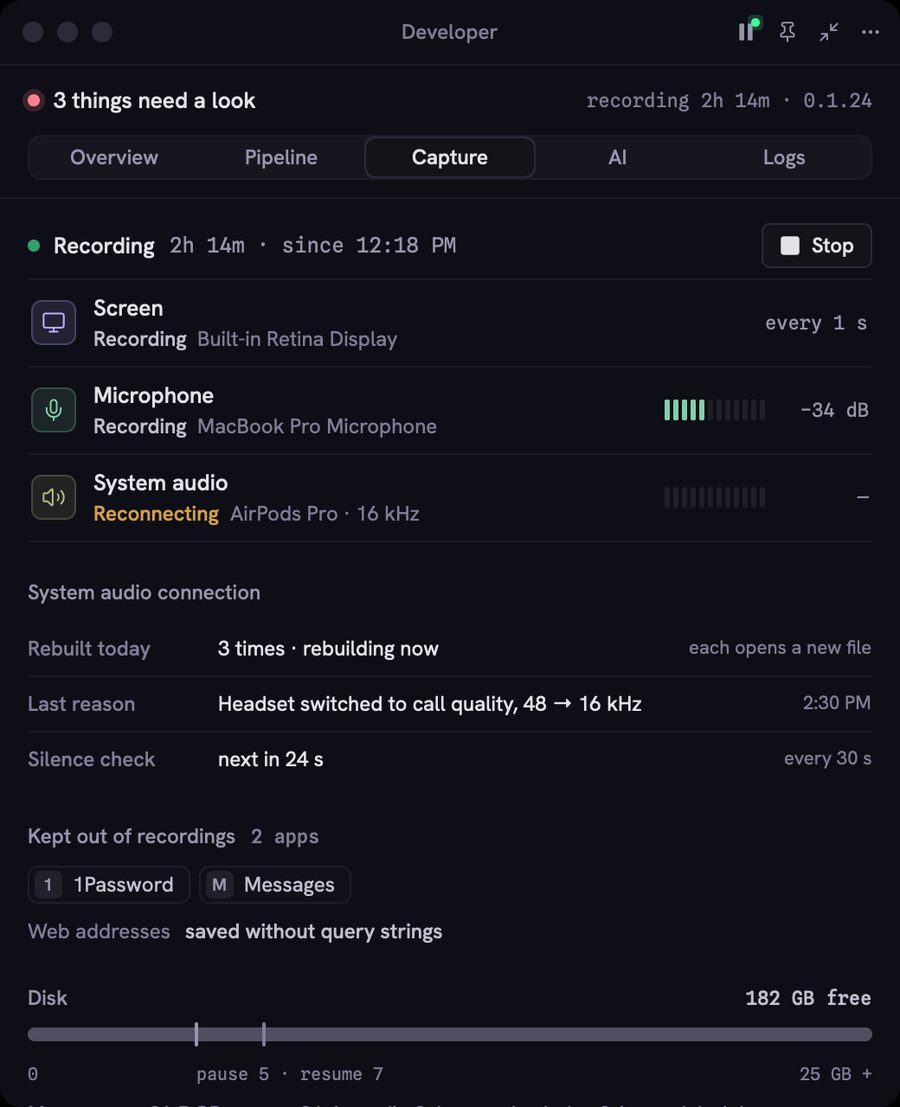 Developer
3 things need a look
recording 2h 14m · 0.1.24
Overview Pipeline Capture AI Logs
Recording 2h 14m · since 12:18 PM
Stop
Screen
Recording Built-in Retina Display
every 1 s
Microphone
Recording MacBook Pro Microphone
−34 dB
System audio
Reconnecting AirPods Pro · 16 kHz
—
System audio connection
Rebuilt today 3 times · rebuilding now each opens a new file
Last reason Headset switched to call quality, 48 → 16 kHz 2:30 PM
Silence check next in 24 s every 30 s
Kept out of recordings 2 apps
1 1Password M Messages
Web addresses saved without query strings
Disk 182 GB free
0 pause 5 · resume 7 25 GB +